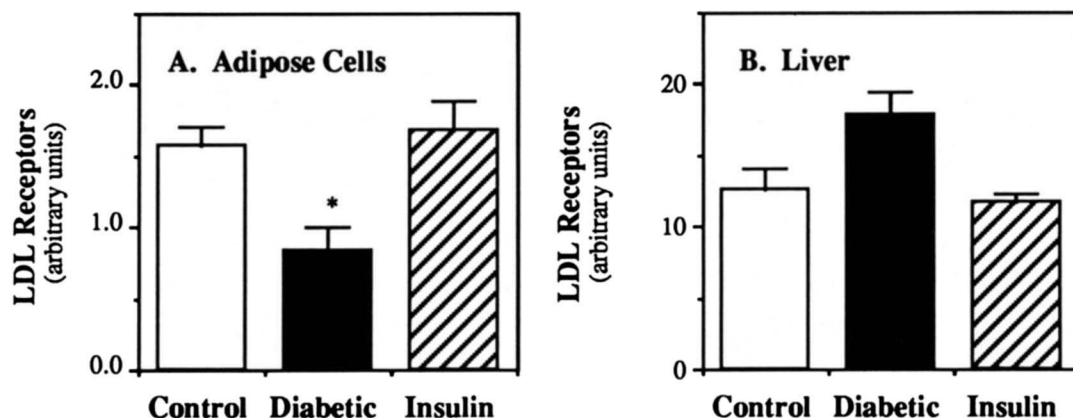 A. Adipose Cells
LDL Receptors
(arbitrary units)
2.0
1.0
0.0
*
Control Diabetic Insulin
B. Liver
LDL Receptors
(arbitrary units)
20
10
0
Control Diabetic Insulin